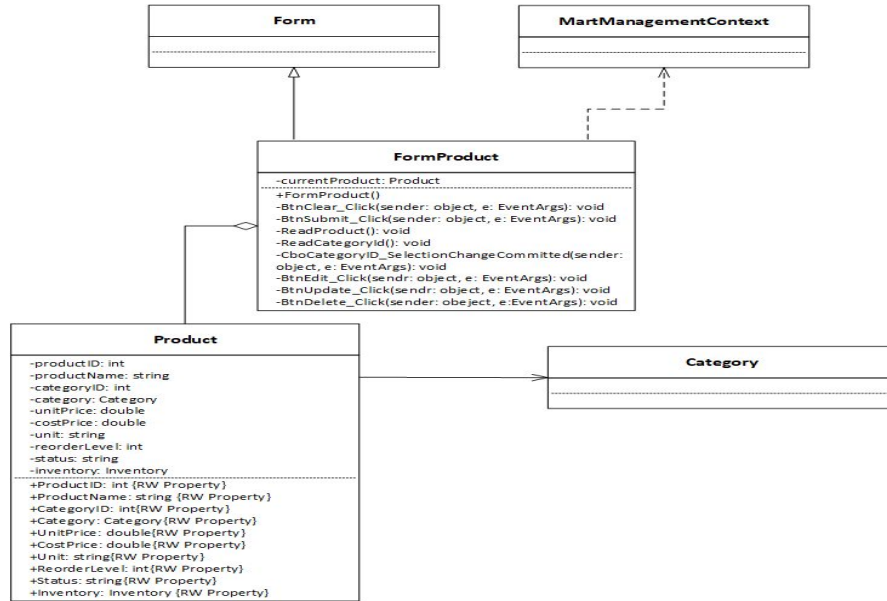 Form
MartManagementContext
FormProduct
-currentProduct: Product
+FormProduct()
-BtnClear_Click(sender: object, e: EventArgs): void
-BtnSubmit_Click(sender: object, e: EventArgs): void
-ReadProduct(): void
-ReadCategoryId(): void
-CboCategoryID_SelectionChangeCommitted(sender:
object, e: EventArgs): void
-BtnEdit_Click(sendr: object, e: EventArgs): void
-BtnUpdate_Click(sendr: object, e: EventArgs): void
-BtnDelete_Click(sender: obeject, e:EventArgs): void
Product
-productID: int
-productName: string
-categoryID: int
-category: Category
-unitPrice: double
-costPrice: double
-unit: string
-reorderLevel: int
-status: string
-inventory: Inventory
+ProductID: int {RW Property}
+ProductName: string {RW Property}
+CategoryID: int{RW Property}
+Category: Category{RW Property}
+UnitPrice: double{RW Property}
+CostPrice: double{RW Property}
+Unit: string{RW Property}
+ReorderLevel: int{RW Property}
+Status: string{RW Property}
+Inventory: Inventory {RW Property}
Category